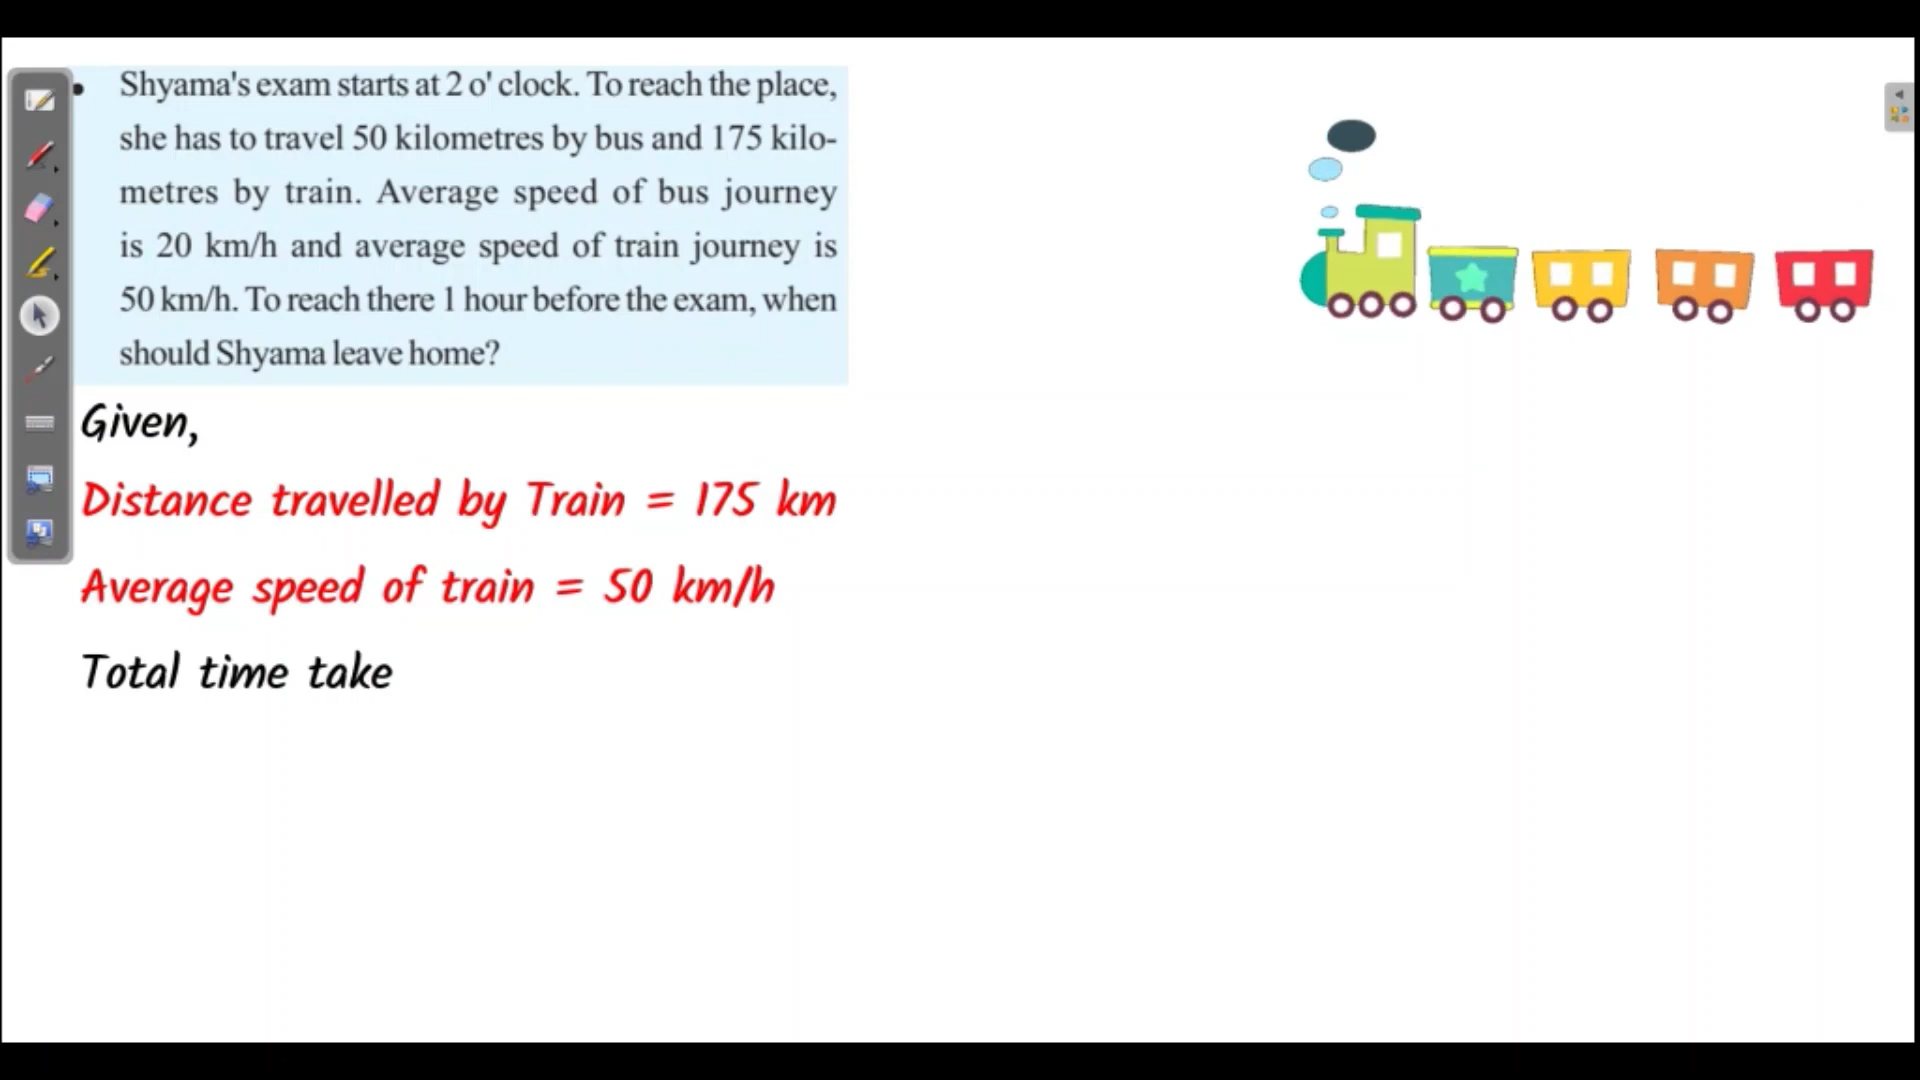 • Shyama's exam starts at 2 o' clock. To reach the place,
she has to travel 50 kilometres by bus and 175 kilo-
metres by train. Average speed of bus journey
is 20 km/h and average speed of train journey is
50 km/h. To reach there 1 hour before the exam, when
should Shyama leave home?
Given,
Distance travelled by Train = 175 km
Average speed of train = 50 km/h
Total time take